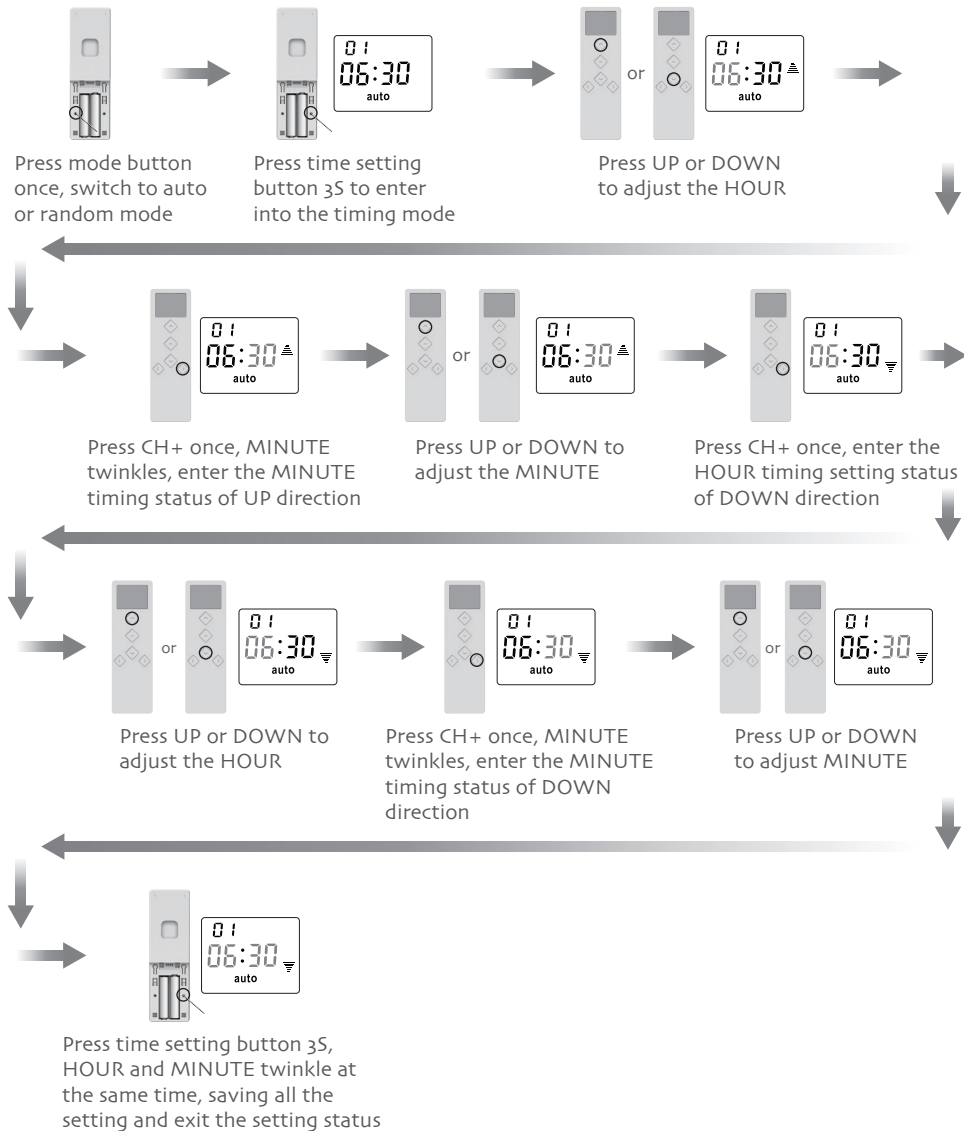 01
06:30
auto
or
01
06:30
auto
Press mode button
once, switch to auto
or random mode
Press time setting
button 3S to enter
into the timing mode
Press UP or DOWN
to adjust the HOUR
01
06:30
auto
or
01
06:30
auto
01
06:30
auto
Press CH+ once, MINUTE
twinkles, enter the MINUTE
timing status of UP direction
Press UP or DOWN to
adjust the MINUTE
Press CH+ once, enter the
HOUR timing setting status
of DOWN direction
or
01
06:30
auto
01
06:30
auto
or
01
06:30
auto
Press UP or DOWN to
adjust the HOUR
Press CH+ once, MINUTE
twinkles, enter the MINUTE
timing status of DOWN
direction
Press UP or DOWN
to adjust MINUTE
01
06:30
auto
Press time setting button 3S,
HOUR and MINUTE twinkle at
the same time, saving all the
setting and exit the setting status